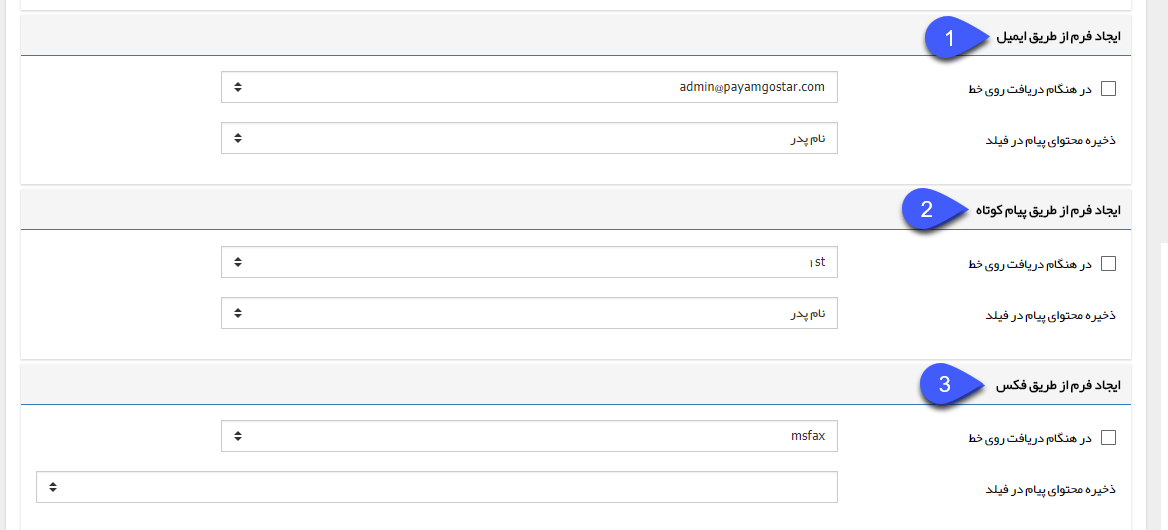 ایجاد فرم از طریق ایمیل 1
در هنگام دریافت روی خط admin@payamgostar.com
ذخیره محتوای پیام در فیلد نام پدر
ایجاد فرم از طریق پیام کوتاه 2
در هنگام دریافت روی خط ۱st
ذخیره محتوای پیام در فیلد نام پدر
ایجاد فرم از طریق فکس 3
در هنگام دریافت روی خط msfax
ذخیره محتوای پیام در فیلد